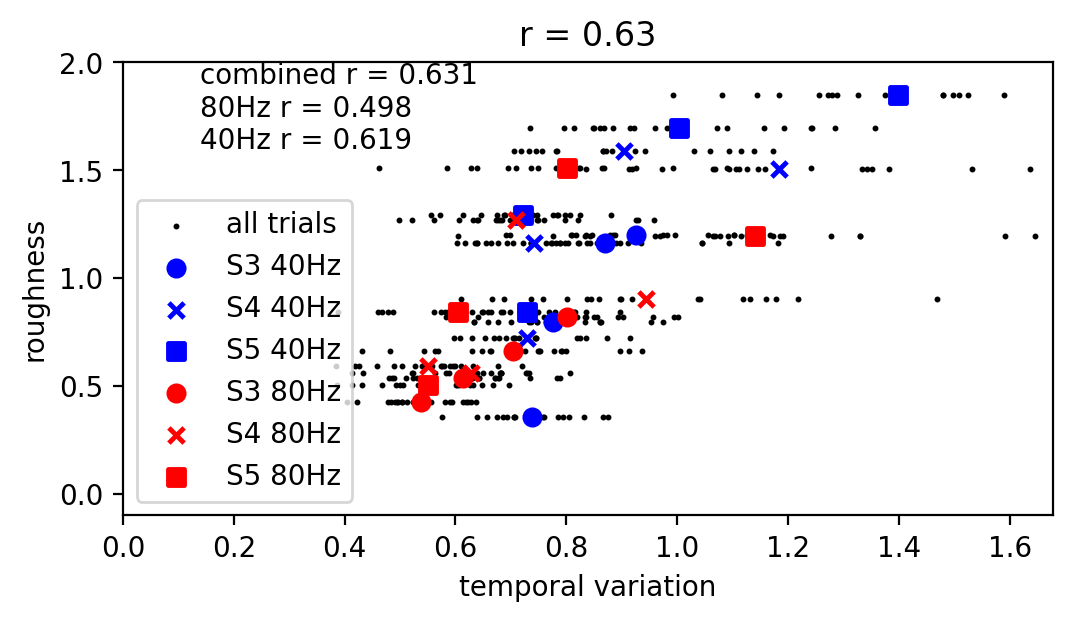 r = 0.63
combined r = 0.631
80Hz r = 0.498
40Hz r = 0.619
roughness
2.0
1.5
1.0
0.5
0.0
all trials
S3 40Hz
S4 40Hz
S5 40Hz
S3 80Hz
S4 80Hz
S5 80Hz
0.0 0.2 0.4 0.6 0.8 1.0 1.2 1.4 1.6
temporal variation